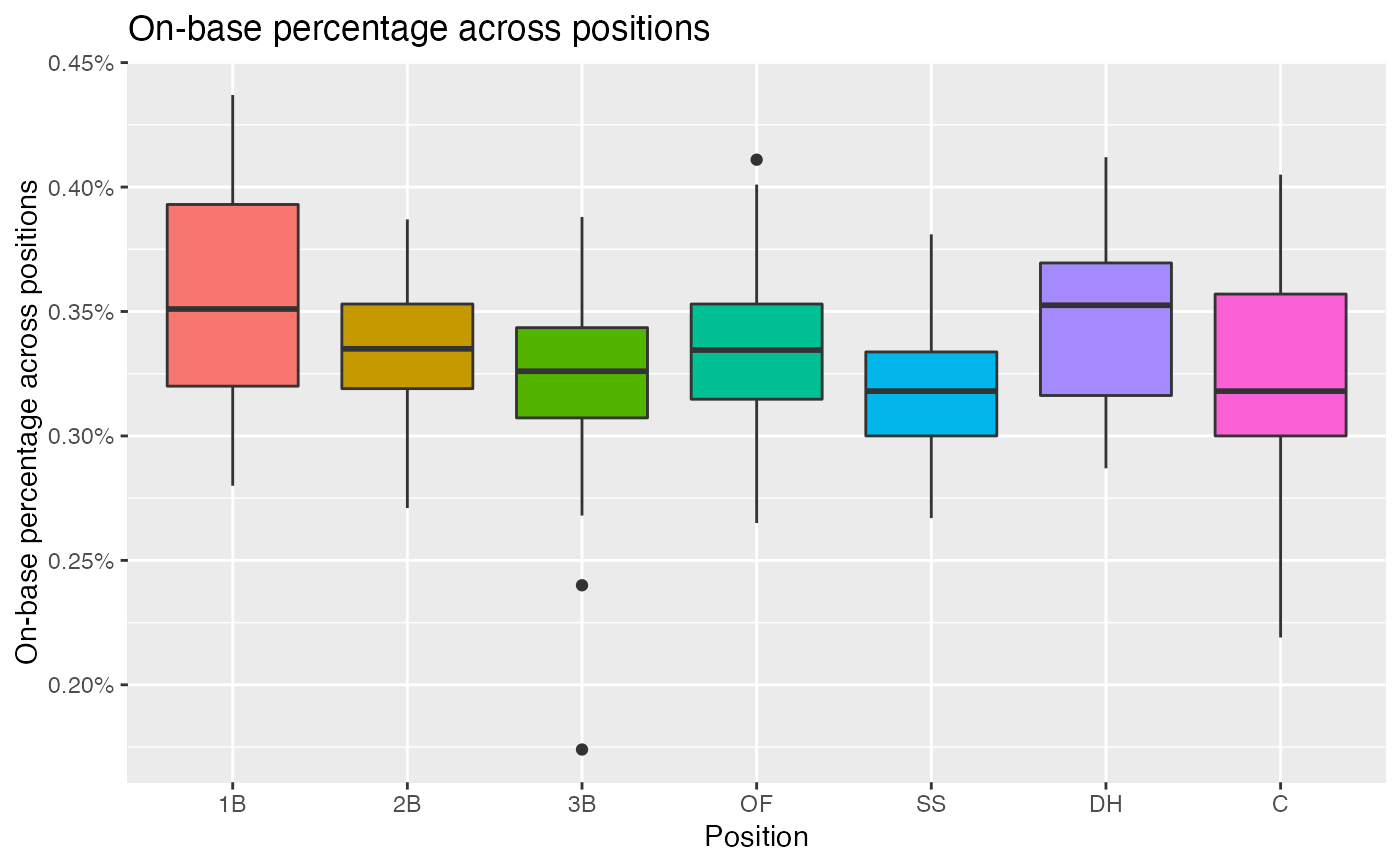 On-base percentage across positions
On-base percentage across positions
0.45%
0.40%
0.35%
0.30%
0.25%
0.20%
1B 2B 3B OF SS DH C
Position